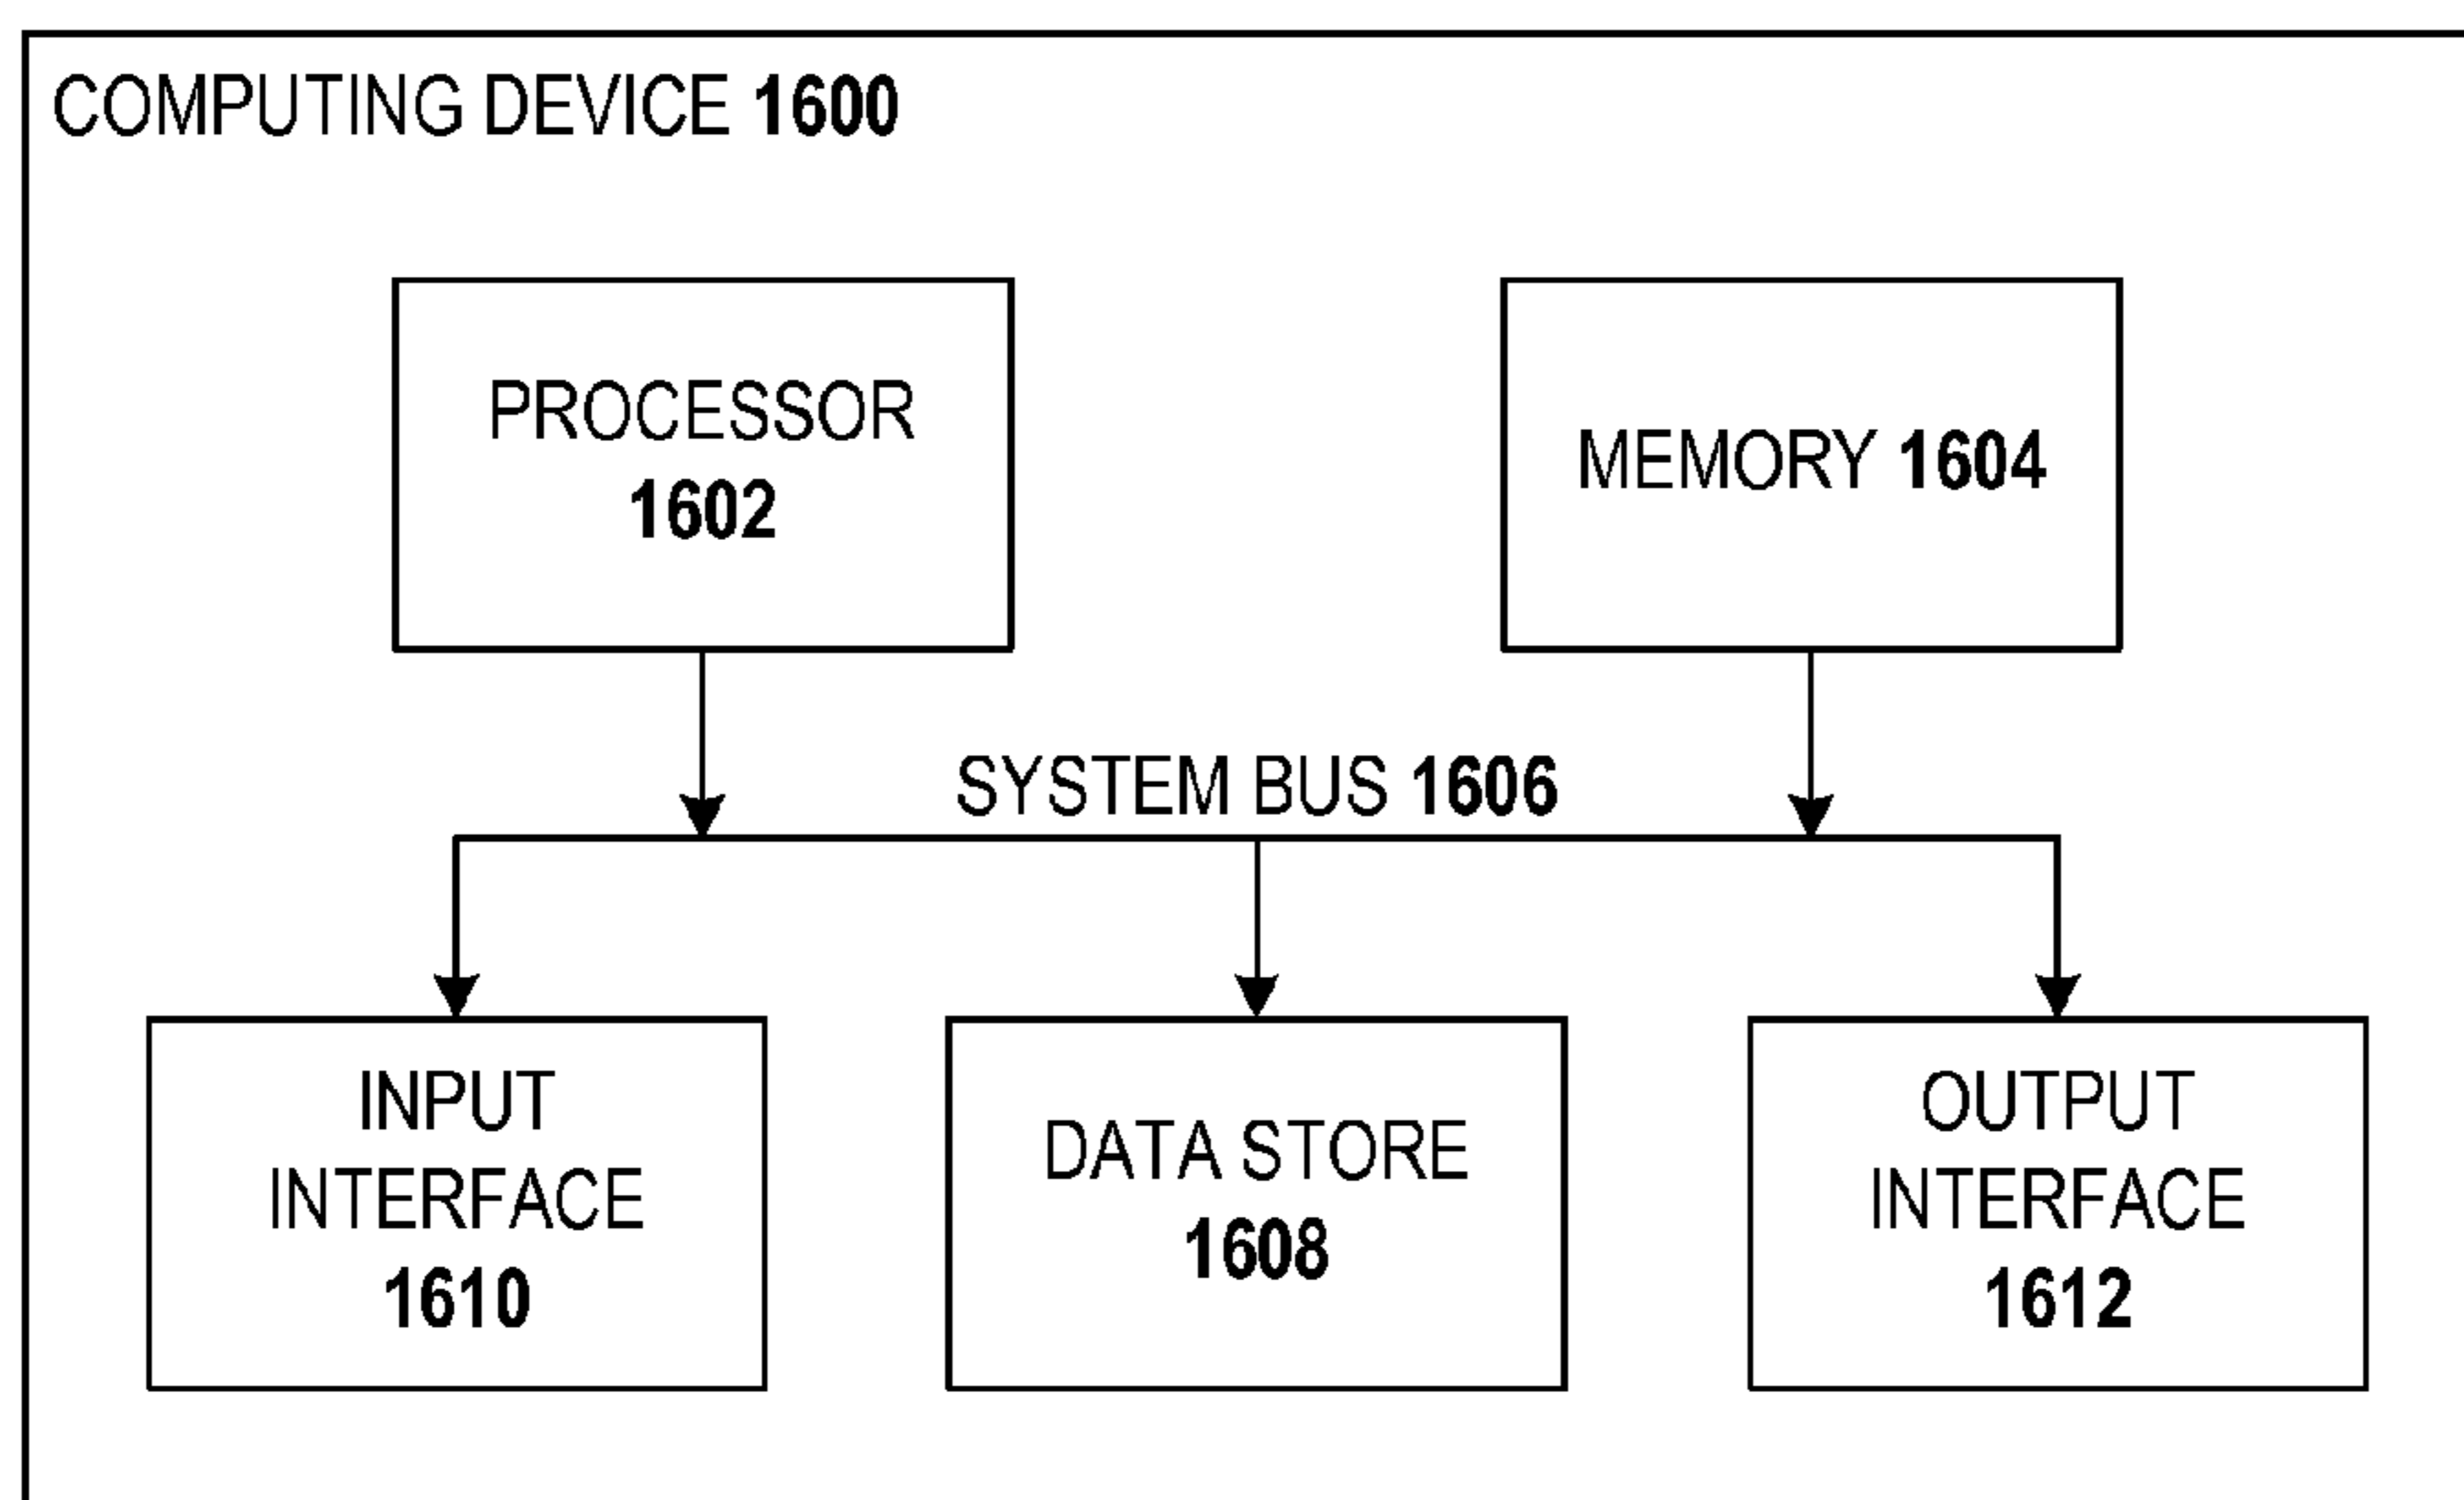 COMPUTING DEVICE 1600
PROCESSOR
1602
MEMORY 1604
SYSTEM BUS 1606
INPUT
INTERFACE
1610
DATA STORE
1608
OUTPUT
INTERFACE
1612